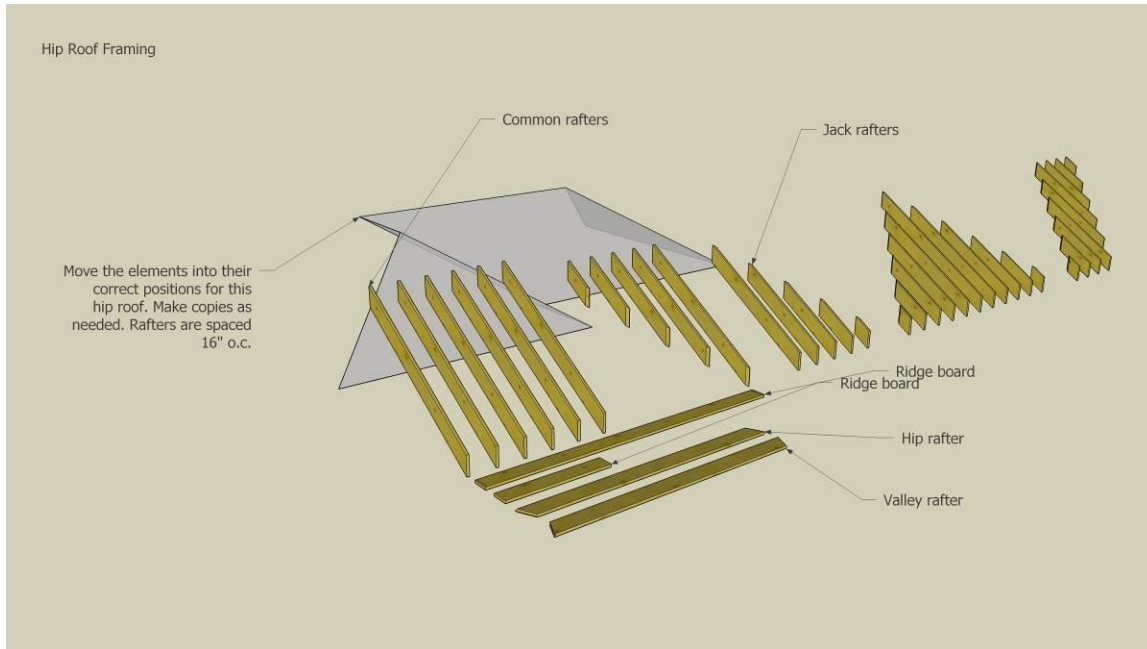 Hip Roof Framing
Common rafters
Jack rafters
Move the elements into their
correct positions for this
hip roof. Make copies as
needed. Rafters are spaced
16" o.c.
Ridge board
Ridge board
Hip rafter
Valley rafter